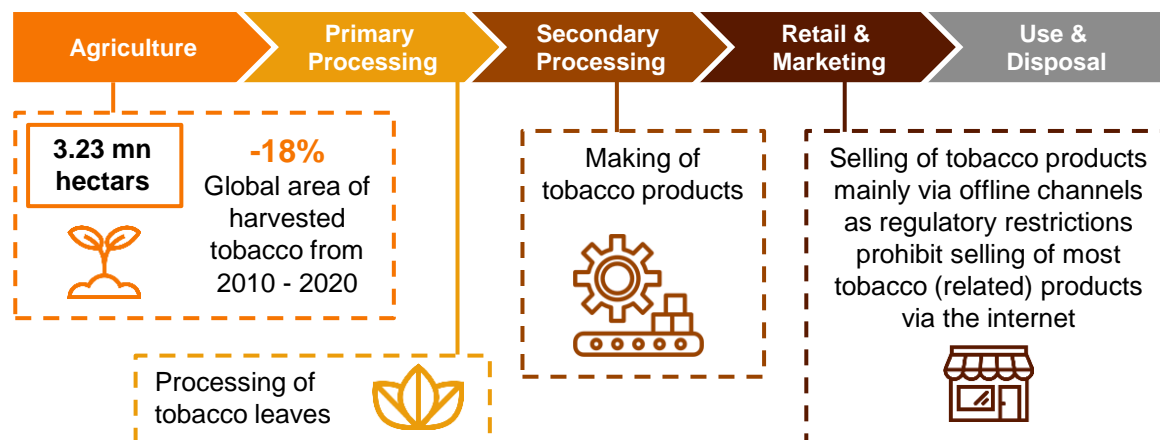 Agriculture
Primary
Processing
Secondary
Processing
Retail &
Marketing
Use &
Disposal
3.23 mn
hectars
-18%
Global area of
harvested
tobacco from
2010 - 2020
Processing of
tobacco leaves
Making of
tobacco products
Selling of tobacco products
mainly via offline channels
as regulatory restrictions
prohibit selling of most
tobacco (related) products
via the internet